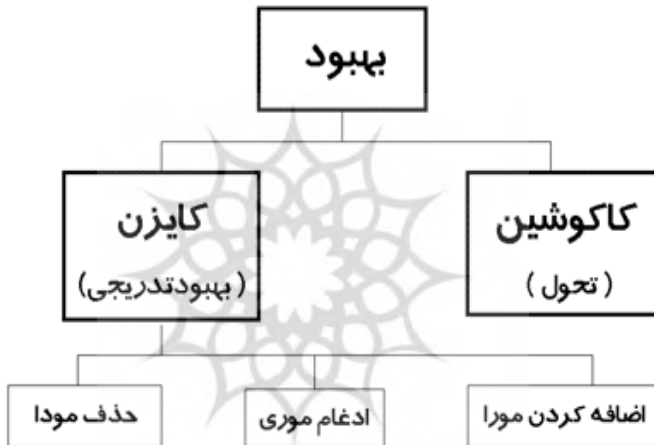 بهبود
کاکوشین
(تحول)
کایزن
(بهبودتدریجی)
اضافه کردن مورا
ادغام موری
حذف مودا